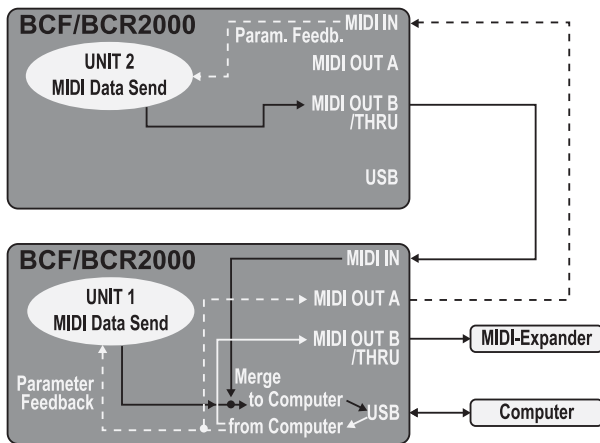 BCF/BCR2000
MIDI IN
Param. Feedb.
UNIT 2
MIDI Data Send
MIDI OUT A
MIDI OUT B
/THRU
USB
BCF/BCR2000
MIDI IN
UNIT 1
MIDI Data Send
MIDI OUT A
MIDI OUT B
/THRU
MIDI-Expander
Parameter
Feedback
Merge
to Computer
from Computer
USB
Computer